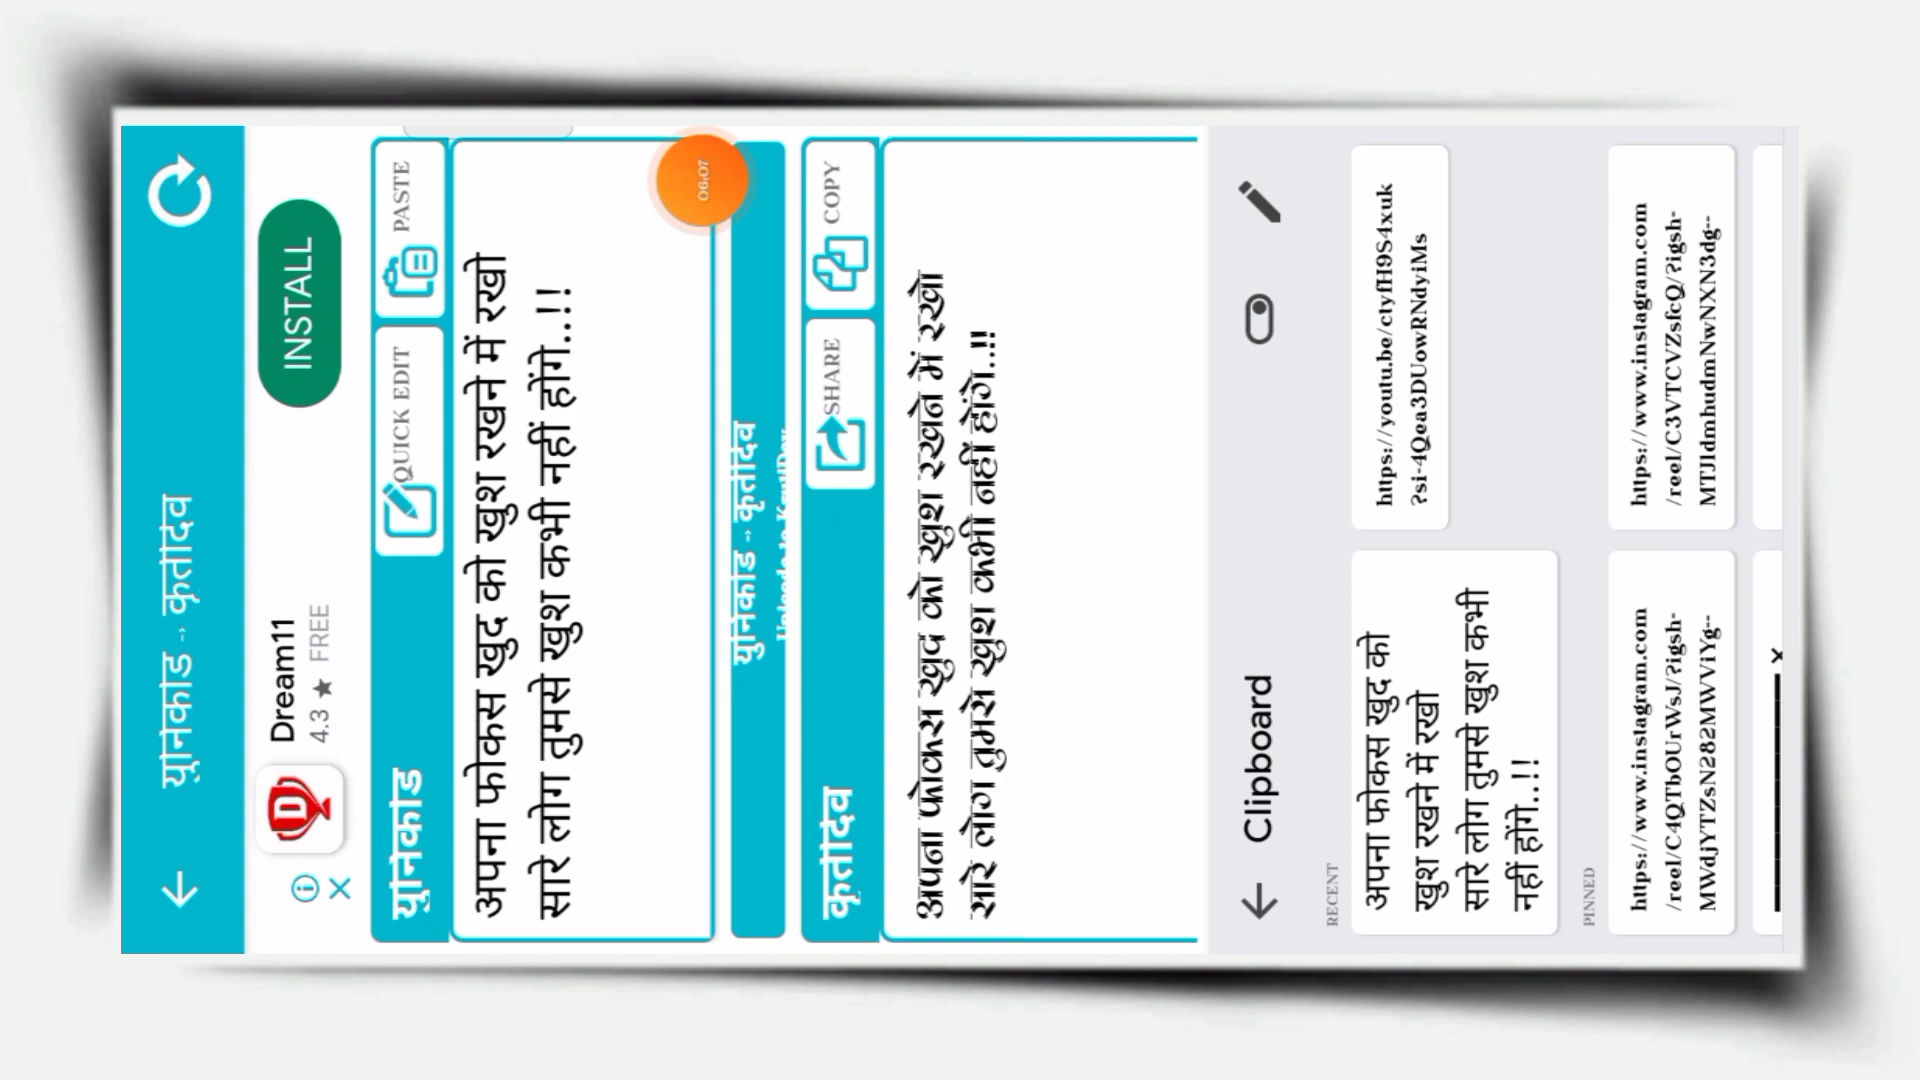 यूनिकोड -> कृतीदेव
Dream11
4.3 ★ FREE
INSTALL
यूनिकोड
QUICK EDIT
PASTE
अपना फोकस खुद को खुश रखने में रखो
सारे लोग तुमसे खुश कभी नहीं होंगे..!!
06:07
यूनिकोड -> कृतीदेव
Unicode to KrutiDev
कृतीदेव
SHARE
COPY
अपना फोकस खुद को खुश रखने में रखो
सारे लोग तुमसे खुश कभी नहीं होंगे..!!
Clipboard
RECENT
अपना फोकस खुद को
खुश रखने में रखो
सारे लोग तुमसे खुश कभी
नहीं होंगे..!!
https://youtu.be/ctyfH9S4xuk
?si=4Qea3DUowRNdyiMs
PINNED
https://www.instagram.com
/reel/C4QTbOUrWsJ/?igsh=
MWdjYTZsN282MWViYg==
https://www.instagram.com
/reel/C3VTCVZsfcQ/?igsh=
MTJldmhudmNwNXN3dg==